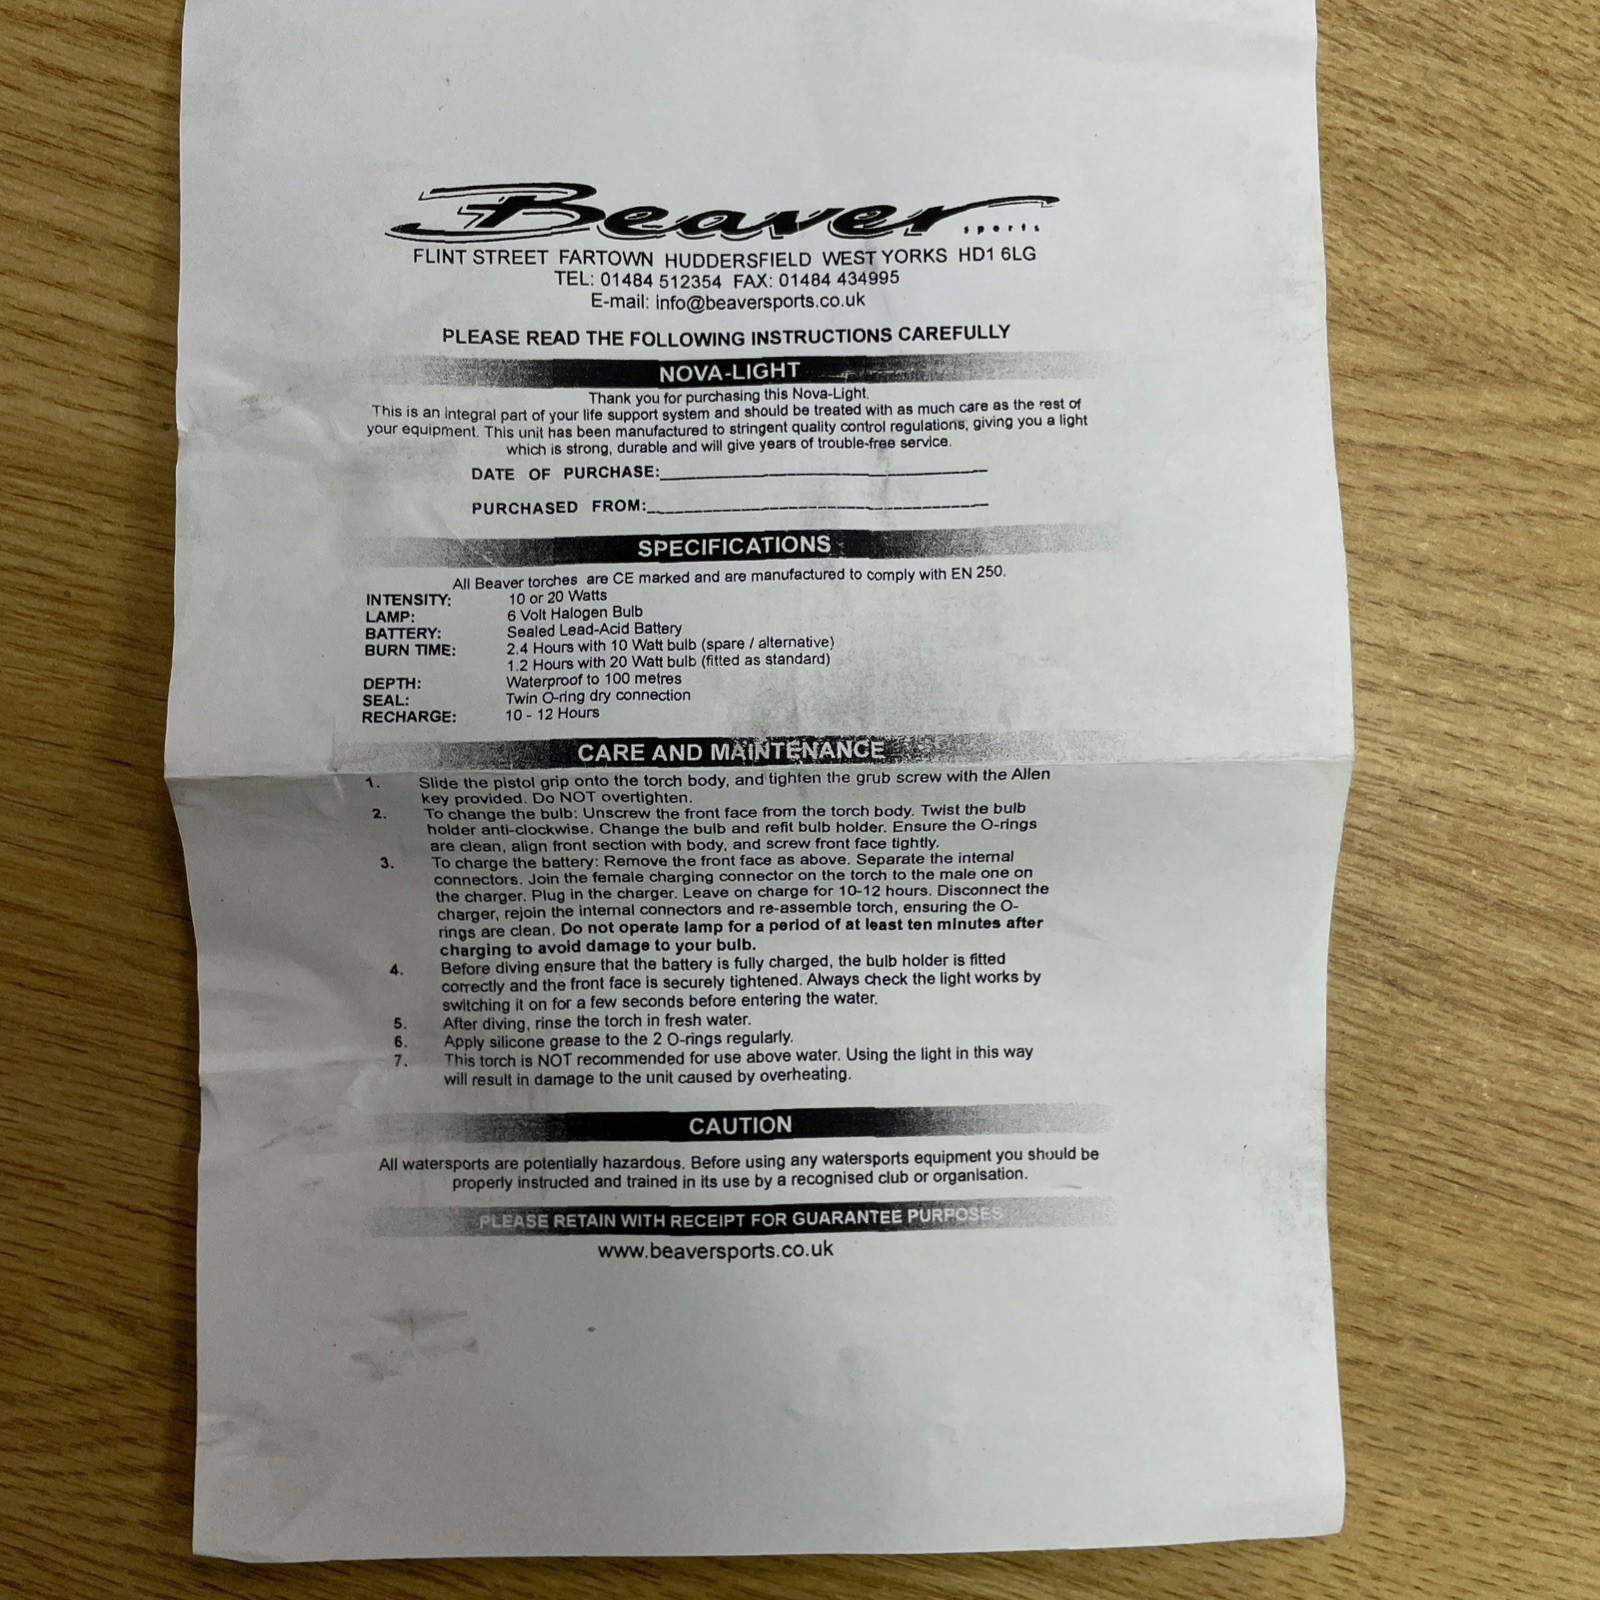 Beaver
sports
FLINT STREET FARTOWN HUDDERSFIELD WEST YORKS HD1 6LG
TEL: 01484 512354 FAX: 01484 434995
E-mail: info@beaversports.co.uk
PLEASE READ THE FOLLOWING INSTRUCTIONS CAREFULLY
NOVA-LIGHT
Thank you for purchasing this Nova-Light.
This is an integral part of your life support system and should be treated with as much care as the rest of
your equipment. This unit has been manufactured to stringent quality control regulations, giving you a light
which is strong, durable and will give years of trouble-free service.
DATE OF PURCHASE:
PURCHASED FROM:
SPECIFICATIONS
All Beaver torches are CE marked and are manufactured to comply with EN 250.
INTENSITY: 10 or 20 Watts
LAMP: 6 Volt Halogen Bulb
BATTERY: Sealed Lead-Acid Battery
BURN TIME: 2.4 Hours with 10 Watt bulb (spare / alternative)
1.2 Hours with 20 Watt bulb (fitted as standard)
DEPTH: Waterproof to 100 metres
SEAL: Twin O-ring dry connection
RECHARGE: 10 - 12 Hours
CARE AND MAINTENANCE
1. Slide the pistol grip onto the torch body, and tighten the grub screw with the Allen
key provided. Do NOT overtighten.
2. To change the bulb: Unscrew the front face from the torch body. Twist the bulb
holder anti-clockwise. Change the bulb and refit bulb holder. Ensure the O-rings
are clean, align front section with body, and screw front face tightly.
3. To charge the battery: Remove the front face as above. Separate the internal
connectors. Join the female charging connector on the torch to the male one on
the charger. Plug in the charger. Leave on charge for 10-12 hours. Disconnect the
charger, rejoin the internal connectors and re-assemble torch, ensuring the O-
rings are clean. Do not operate lamp for a period of at least ten minutes after
charging to avoid damage to your bulb.
4. Before diving ensure that the battery is fully charged, the bulb holder is fitted
correctly and the front face is securely tightened. Always check the light works by
switching it on for a few seconds before entering the water.
5. After diving, rinse the torch in fresh water.
6. Apply silicone grease to the 2 O-rings regularly.
7. This torch is NOT recommended for use above water. Using the light in this way
will result in damage to the unit caused by overheating.
CAUTION
All watersports are potentially hazardous. Before using any watersports equipment you should be
properly instructed and trained in its use by a recognised club or organisation.
PLEASE RETAIN WITH RECEIPT FOR GUARANTEE PURPOSES
www.beaversports.co.uk